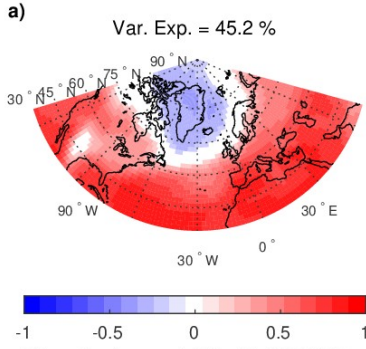 a)
Var. Exp. = 45.2 %
90 °N
75 °N
60 °N
45 °N
30 °N
90 °W
30 °E
0 °
30 °W
-1 -0.5 0 0.5 1